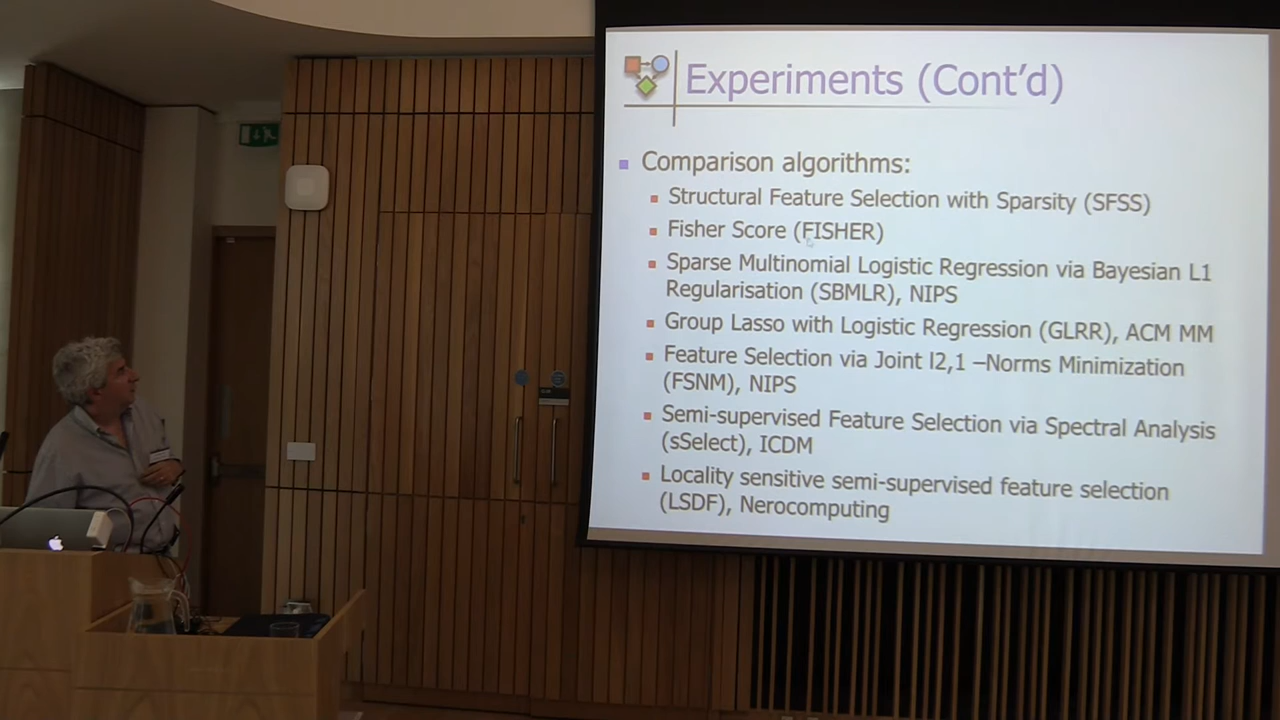 Experiments (Cont'd)
Comparison algorithms:
Structural Feature Selection with Sparsity (SFSS)
Fisher Score (FISHER)
Sparse Multinomial Logistic Regression via Bayesian L1
Regularisation (SBMLR), NIPS
Group Lasso with Logistic Regression (GLRR), ACM MM
Feature Selection via Joint l2,1 –Norms Minimization
(FSNM), NIPS
Semi-supervised Feature Selection via Spectral Analysis
(sSelect), ICDM
Locality sensitive semi-supervised feature selection
(LSDF), Nerocomputing